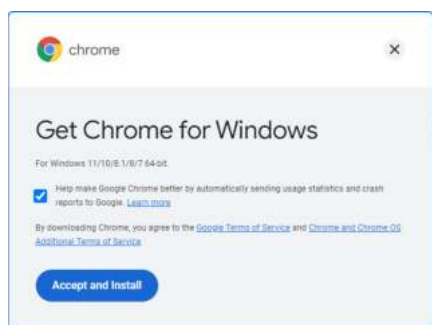 chrome
Get Chrome for Windows
For Windows 11/10/8.1/8/7 64-bit.
Help make Google Chrome better by automatically sending usage statistics and crash
reports to Google. Learn more
By downloading Chrome, you agree to the Google Terms of Service and Chrome and Chrome OS
Additional Terms of Service
Accept and Install